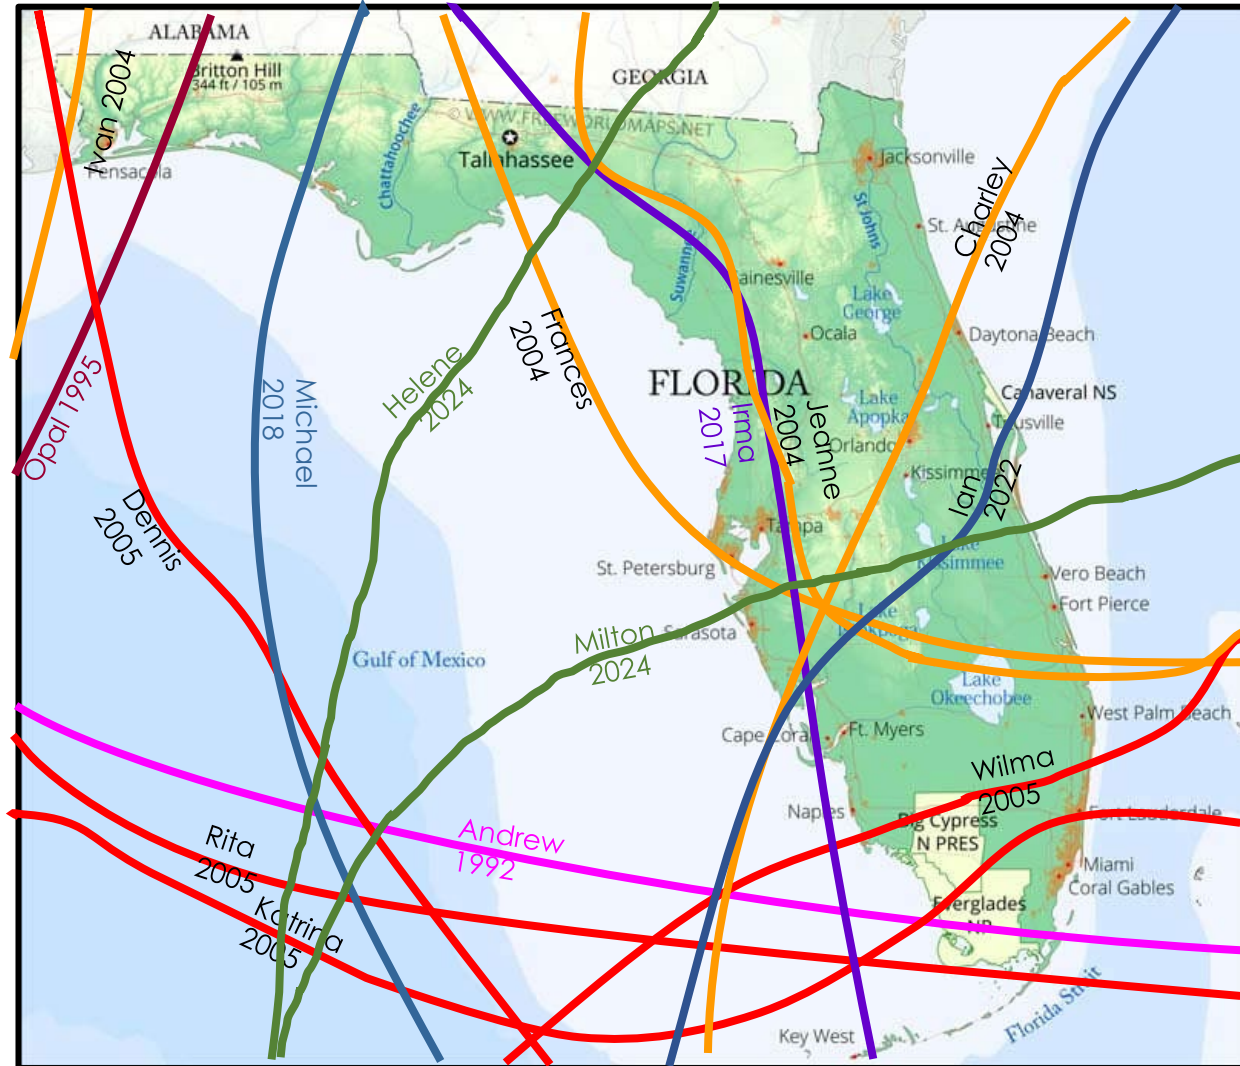 ALABAMA
Britton Hill
344 ft / 105 m
GEORGIA
© WWW.FREEWORLDMAPS.NET
Ivan 2004
Pensacola
Chattahoochee
Tallahassee
Jacksonville
St Johns
St. Augustine
Charley
2004
Suwannee
Gainesville
Lake
George
Ocala
Daytona Beach
Opal 1995
Michael
2018
Helene
2024
Frances
2004
FLORIDA
Irma
2017
Jeanne
2004
Lake
Apopka
Canaveral NS
Titusville
Orlando
Kissimmee
Ian
2022
Dennis
2005
Tampa
St. Petersburg
Lake
Kissimmee
Vero Beach
Fort Pierce
Lake
Istokpoga
Sarasota
Milton
2024
Gulf of Mexico
Lake
Okeechobee
West Palm Beach
Cape Coral
Ft. Myers
Wilma
2005
Naples
Big Cypress
N PRES
Fort Lauderdale
Andrew
1992
Rita
2005
Katrina
2005
Miami
Coral Gables
Everglades
NP
Florida Strait
Key West